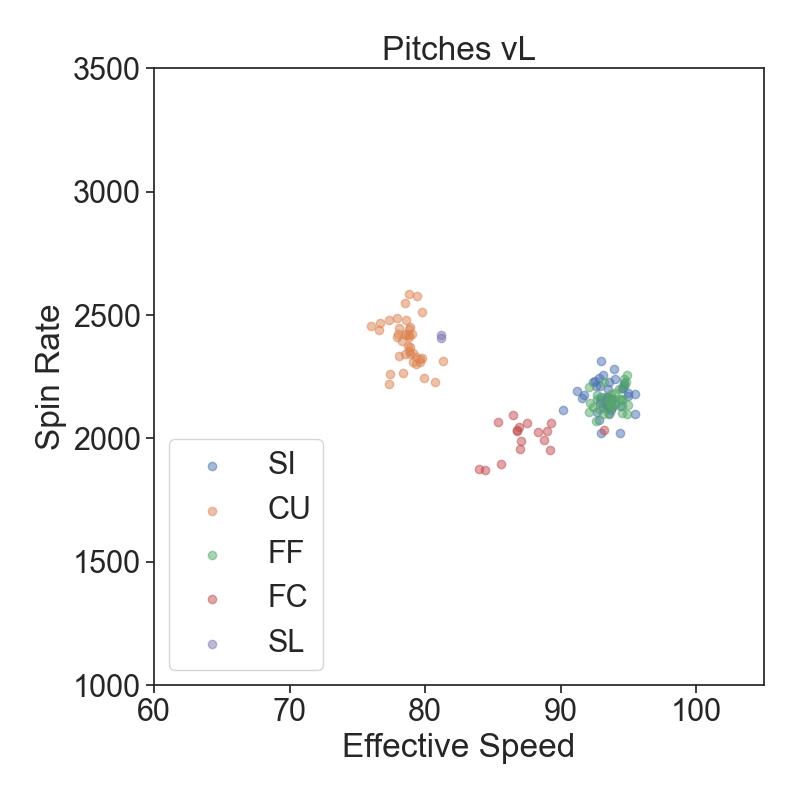 Pitches vL
3500
3000
2500
2000
1500
1000
Spin Rate
SI
CU
FF
FC
SL
60 70 80 90 100
Effective Speed